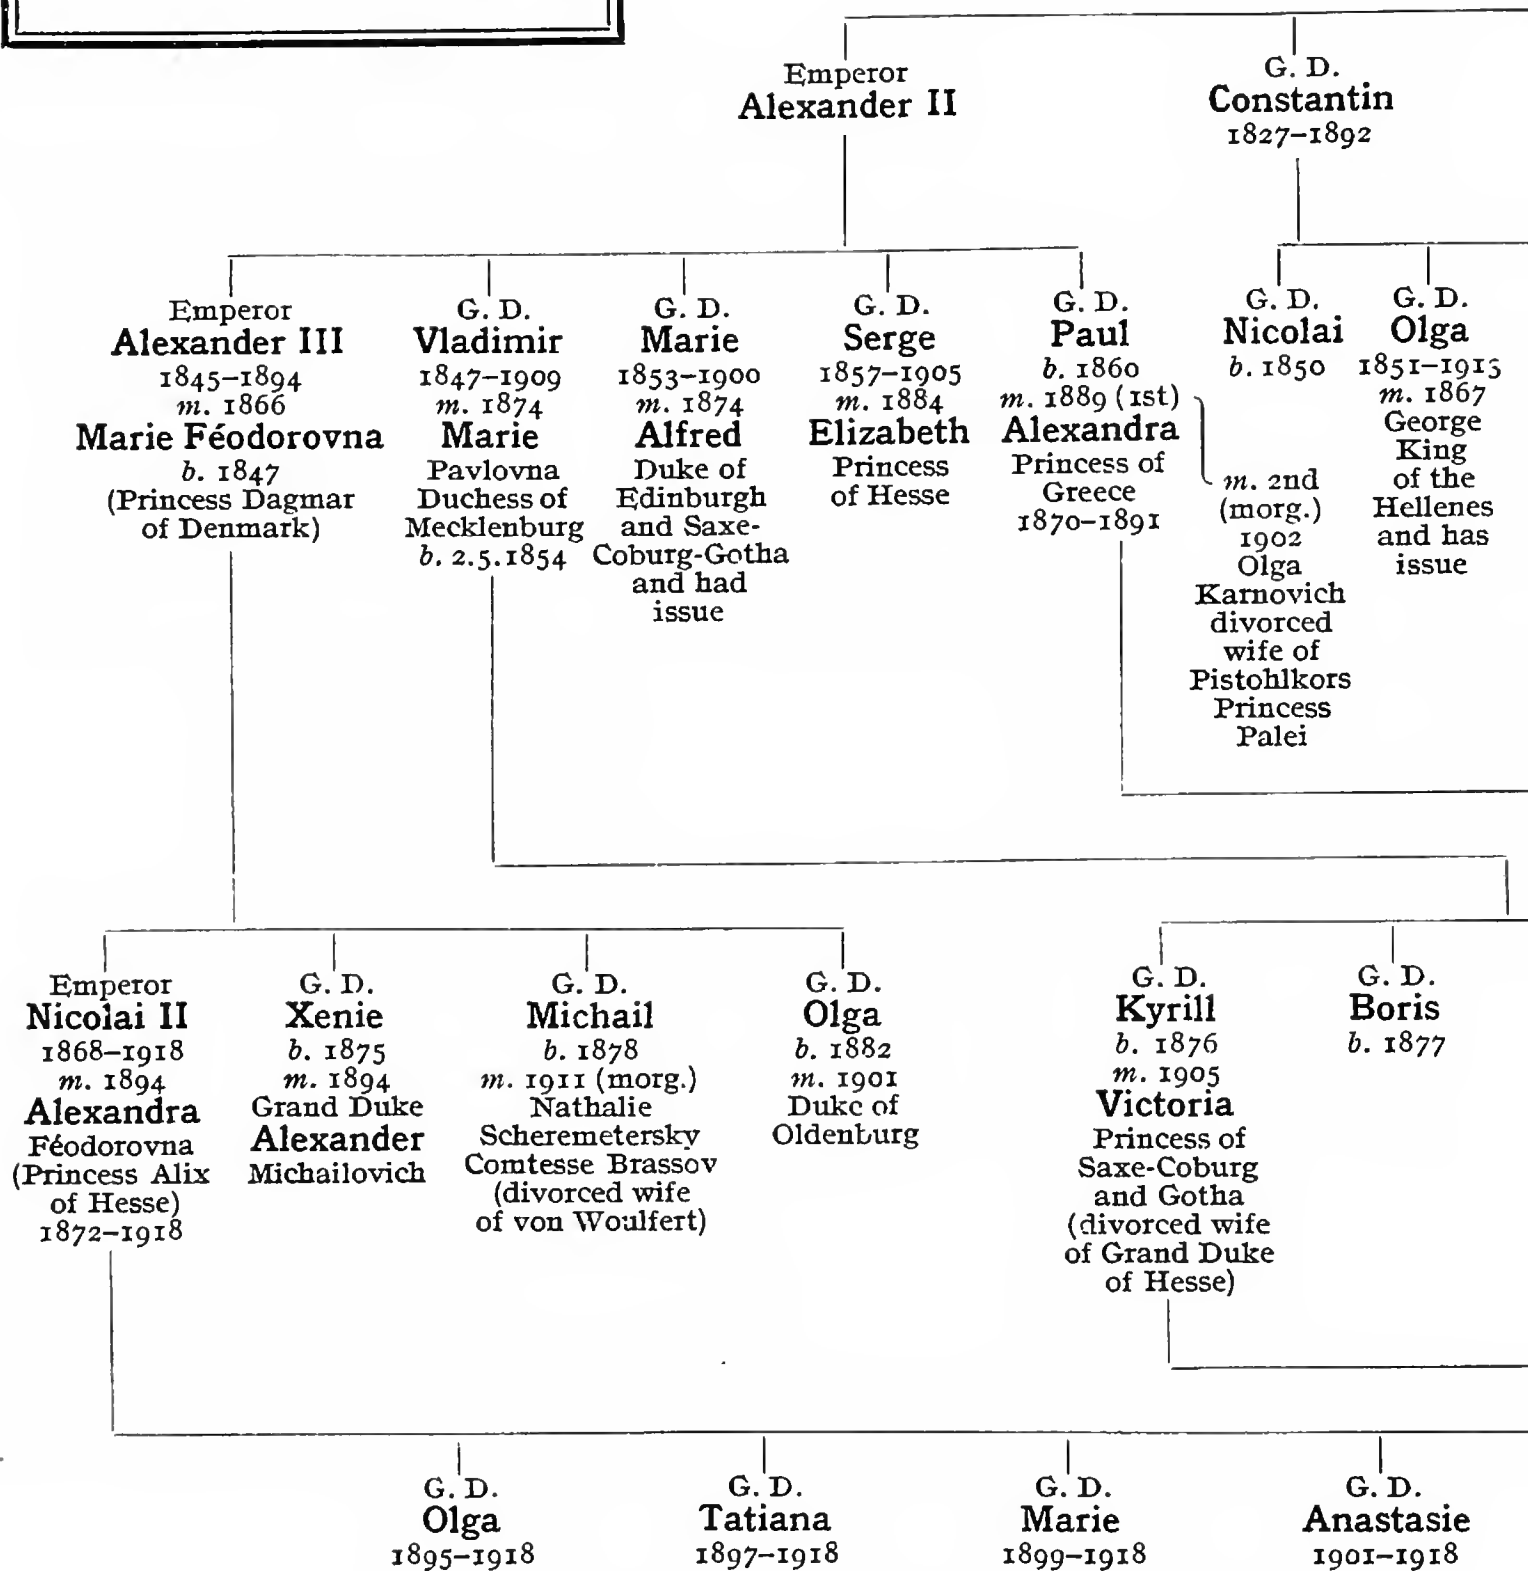 Emperor
Alexander II
G. D.
Constantin
1827–1892
Emperor
Alexander III
1845–1894
m. 1866
Marie Féodorovna
b. 1847
(Princess Dagmar
of Denmark)
G. D.
Vladimir
1847–1909
m. 1874
Marie
Pavlovna
Duchess of
Mecklenburg
b. 2.5.1854
G. D.
Marie
1853–1900
m. 1874
Alfred
Duke of
Edinburgh
and Saxe-
Coburg-Gotha
and had
issue
G. D.
Serge
1857–1905
m. 1884
Elizabeth
Princess
of Hesse
G. D.
Paul
b. 1860
m. 1889 (1st)
Alexandra
Princess of
Greece
1870–1891
m. 2nd
(morg.)
1902
Olga
Karnovich
divorced
wife of
Pistohlkors
Princess
Palei
G. D.
Nicolai
b. 1850
G. D.
Olga
1851–1915
m. 1867
George
King
of the
Hellenes
and has
issue
Emperor
Nicolai II
1868–1918
m. 1894
Alexandra
Féodorovna
(Princess Alix
of Hesse)
1872–1918
G. D.
Xenie
b. 1875
m. 1894
Grand Duke
Alexander
Michailovich
G. D.
Michail
b. 1878
m. 1911 (morg.)
Nathalie
Scheremetersky
Comtesse Brassov
(divorced wife
of von Woulfert)
G. D.
Olga
b. 1882
m. 1901
Duke of
Oldenburg
G. D.
Kyrill
b. 1876
m. 1905
Victoria
Princess of
Saxe-Coburg
and Gotha
(divorced wife
of Grand Duke
of Hesse)
G. D.
Boris
b. 1877
G. D.
Olga
1895–1918
G. D.
Tatiana
1897–1918
G. D.
Marie
1899–1918
G. D.
Anastasie
1901–1918